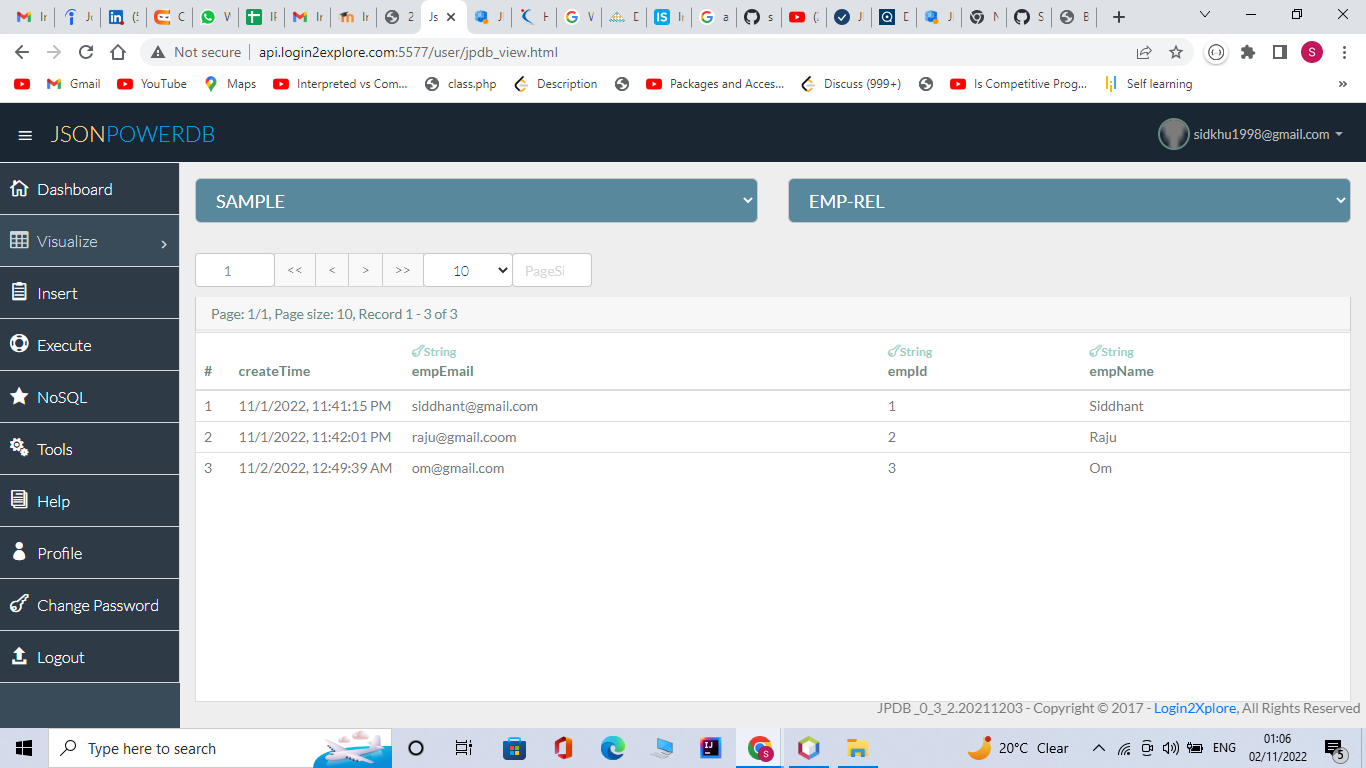 Not secure | api.login2explore.com:5577/user/jpdb_view.html
S
Gmail YouTube Maps Interpreted vs Com... class.php Description Packages and Acces... Discuss (999+) Is Competitive Prog... Self learning »
JSONPOWERDB
sidkhu1998@gmail.com
Dashboard
Visualize
Insert
Execute
NoSQL
Tools
Help
Profile
Change Password
Logout
SAMPLE
EMP-REL
1 << < > >> 10 PageSi
Page: 1/1, Page size: 10, Record 1 - 3 of 3
String String String
# createTime empEmail empId empName
1 11/1/2022, 11:41:15 PM siddhant@gmail.com 1 Siddhant
2 11/1/2022, 11:42:01 PM raju@gmail.coom 2 Raju
3 11/2/2022, 12:49:39 AM om@gmail.com 3 Om
JPDB_0_3_2.20211203 - Copyright © 2017 - Login2Xplore, All Rights Reserved
Type here to search
20°C Clear
ENG
01:06
02/11/2022
5